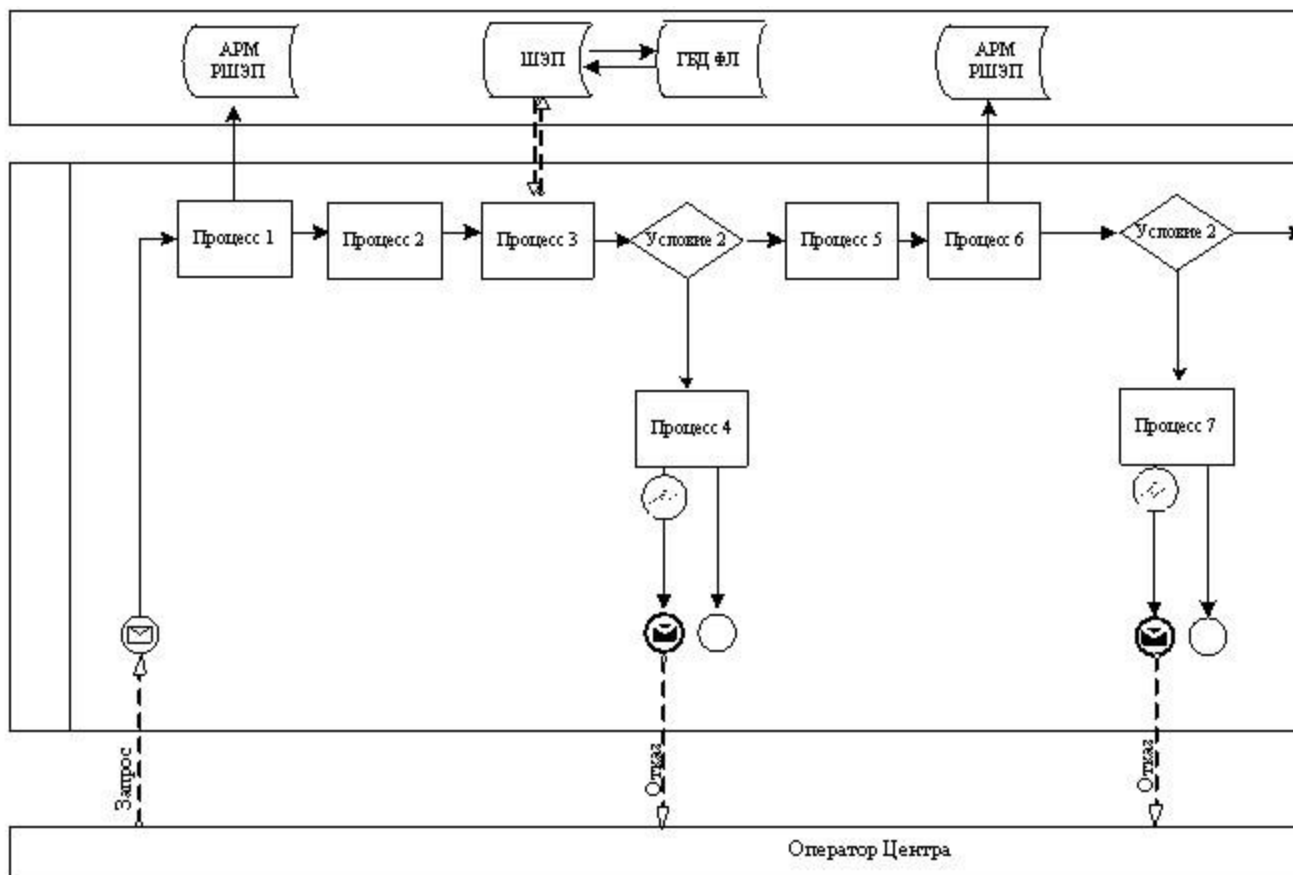 АРМ
РШЭП
ШЭП
ГБД ФЛ
АРМ
РШЭП
Процесс 1
Процесс 2
Процесс 3
Условие 2
Процесс 5
Процесс 6
Условие 2
Процесс 4
Процесс 7
Запрос
Отказ
Отказ
Оператор Центра